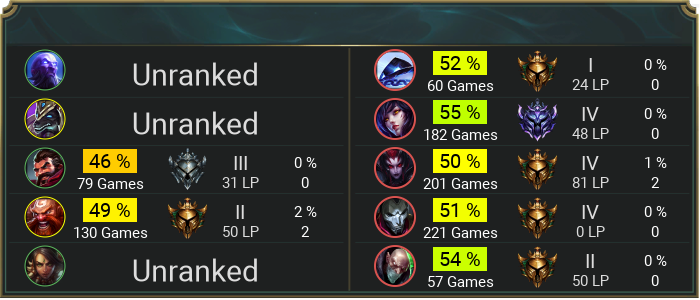 Unranked
Unranked
46 % III 0 %
79 Games 31 LP 0
49 % II 2 %
130 Games 50 LP 2
Unranked
52 % I 0 %
60 Games 24 LP 0
55 % IV 0 %
182 Games 48 LP 0
50 % IV 1 %
201 Games 81 LP 2
51 % IV 0 %
221 Games 0 LP 0
54 % II 0 %
57 Games 50 LP 0